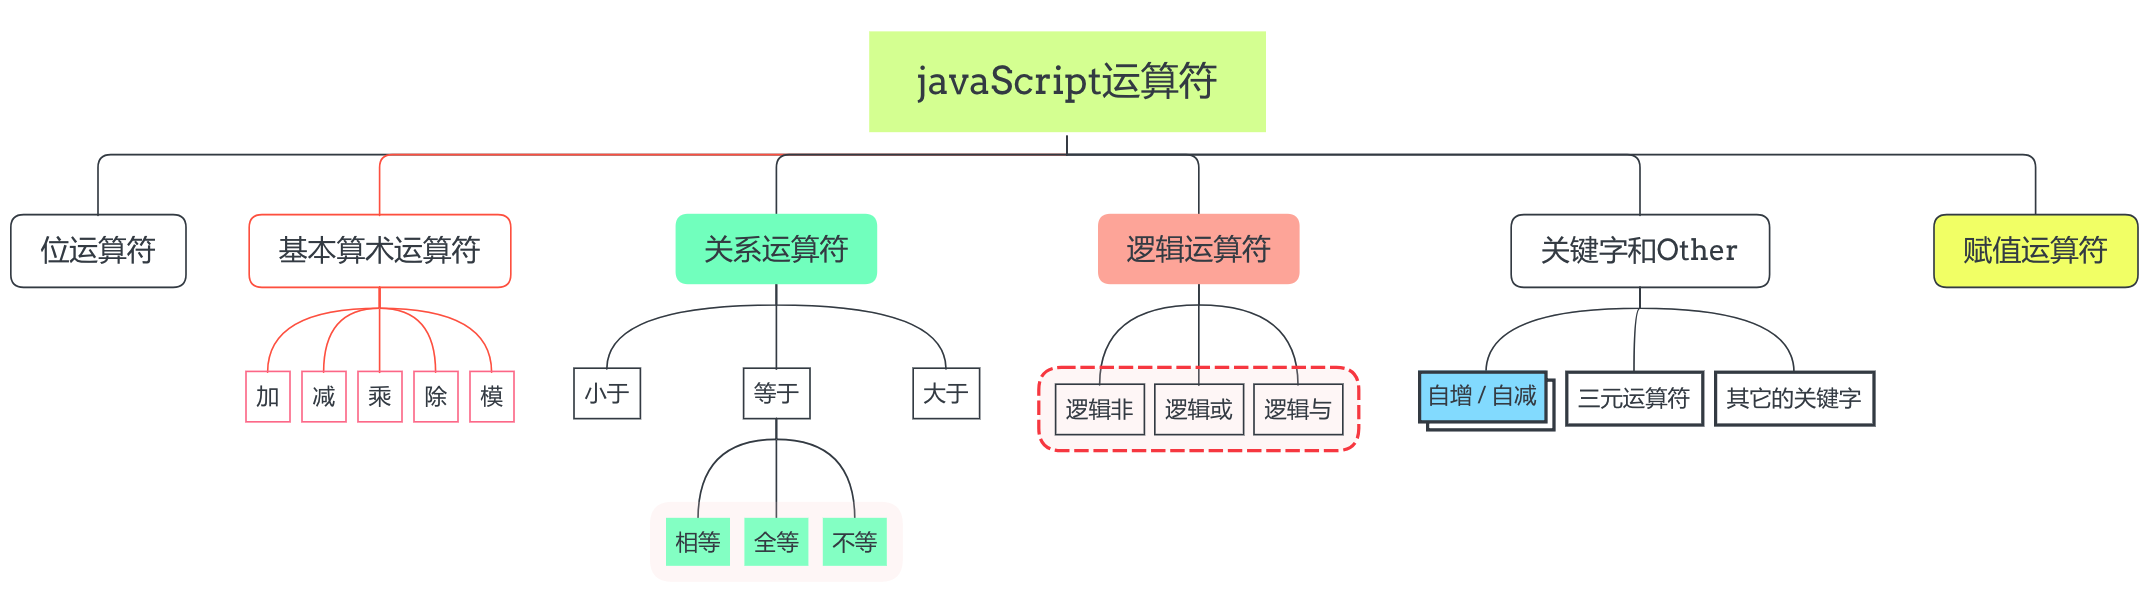 javaScript运算符
位运算符
基本算术运算符
关系运算符
逻辑运算符
关键字和Other
赋值运算符
加
减
乘
除
模
小于
等于
大于
逻辑非
逻辑或
逻辑与
自增 / 自减
三元运算符
其它的关键字
相等
全等
不等